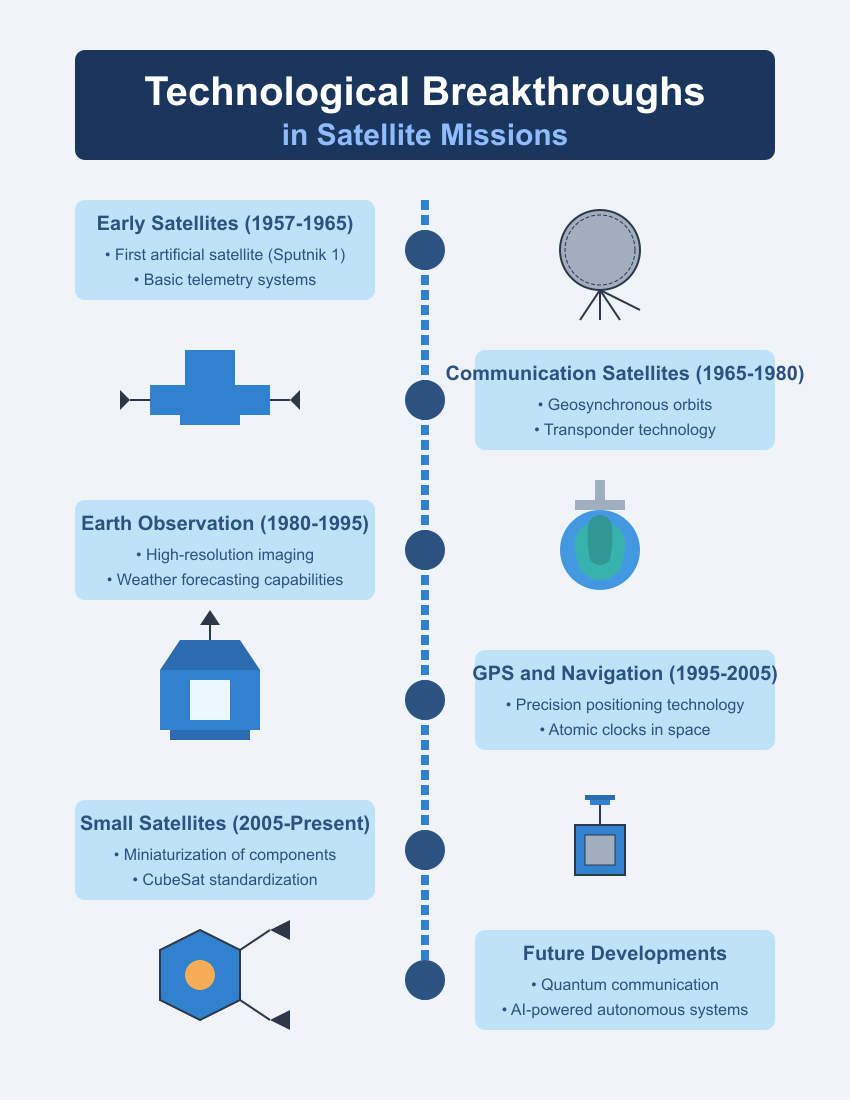 Technological Breakthroughs
in Satellite Missions
Early Satellites (1957-1965)
• First artificial satellite (Sputnik 1)
• Basic telemetry systems
Communication Satellites (1965-1980)
• Geosynchronous orbits
• Transponder technology
Earth Observation (1980-1995)
• High-resolution imaging
• Weather forecasting capabilities
GPS and Navigation (1995-2005)
• Precision positioning technology
• Atomic clocks in space
Small Satellites (2005-Present)
• Miniaturization of components
• CubeSat standardization
Future Developments
• Quantum communication
• AI-powered autonomous systems